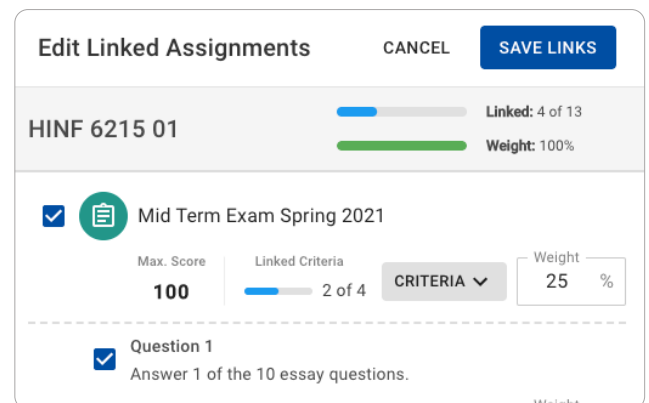 Edit Linked Assignments CANCEL SAVE LINKS
HINF 6215 01
Linked: 4 of 13
Weight: 100%
Mid Term Exam Spring 2021
Max. Score Linked Criteria Weight
100 2 of 4 CRITERIA 25 %
Question 1
Answer 1 of the 10 essay questions.
Weight